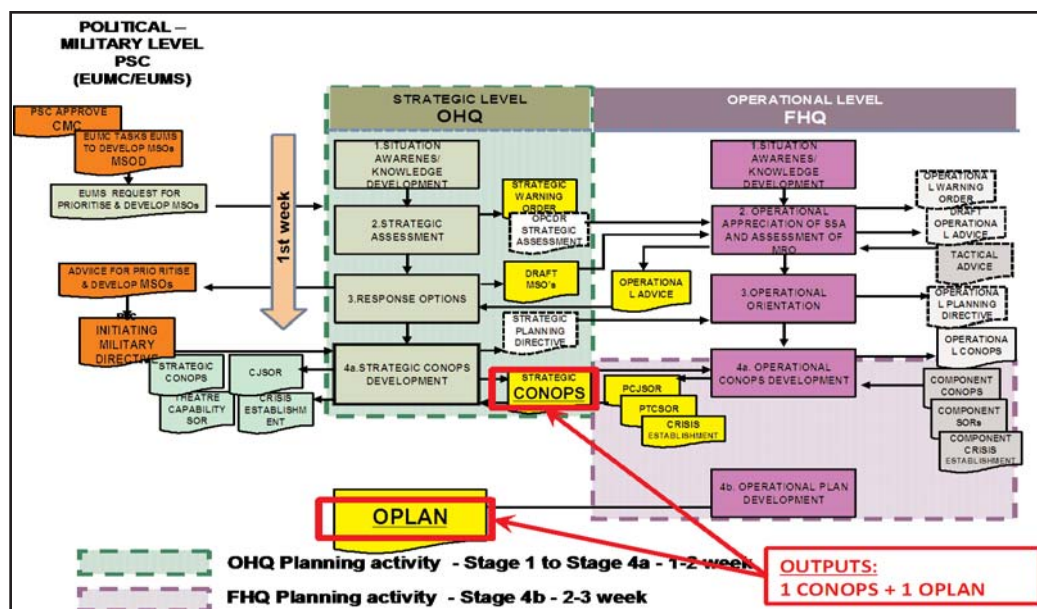 POLITICAL –
MILITARY LEVEL
PSC
(EUMC/EUMS)
STRATEGIC LEVEL
OHQ
OPERATIONAL LEVEL
FHQ
PSC APPROVE
CMC
EUMC TASKS EUMS
TO DEVELOP MSOs
MSOD
EUMS REQUEST FOR
PRIORITISE & DEVELOP MSOs
ADVICE FOR PRIORITISE
& DEVELOP MSOs
INITIATING
MILITARY
DIRECTIVE
STRATEGIC
CONOPS
CJSOR
THEATRE
CAPABILITY
SOR
CRISIS
ESTABLISHM
ENT
1st week
1.SITUATION
AWARENES/
KNOWLEDGE
DEVELOPMENT
2.STRATEGIC
ASSESSMENT
3.RESPONSE OPTIONS
4a.STRATEGIC CONOPS
DEVELOPMENT
STRATEGIC
WARNING
ORDER
OPCDR
STRATEGIC
ASSESSMENT
DRAFT
MSO's
STRATEGIC
PLANNING
DIRECTIVE
STRATEGIC
CONOPS
OPERATIONAL
ADVICE
PCJSOR
PTCSOR
CRISIS
ESTABLISHMENT
1.SITUATION
AWARENESS/
KNOWLEDGE
DEVELOPMENT
2. OPERATIONAL
APPRECIATION OF SSA
AND ASSESSMENT OF
MRO
3.OPERATIONAL
ORIENTATION
4a. OPERATIONAL
CONOPS DEVELOPMENT
4b. OPERATIONAL PLAN
DEVELOPMENT
OPERATIONA
L WARNING
ORDER
DRAFT
OPERATIONA
L ADVICE
TACTICAL
ADVICE
OPERATIONA
L PLANNING
DIRECTIVE
OPERATIONA
L CONOPS
COMPONENT
CONOPS
COMPONENT
SORs
COMPONENT
CRISIS
ESTABLISHMENT
OPLAN
OUTPUTS:
1 CONOPS + 1 OPLAN
OHQ Planning activity - Stage 1 to Stage 4a - 1-2 week
FHQ Planning activity - Stage 4b - 2-3 week